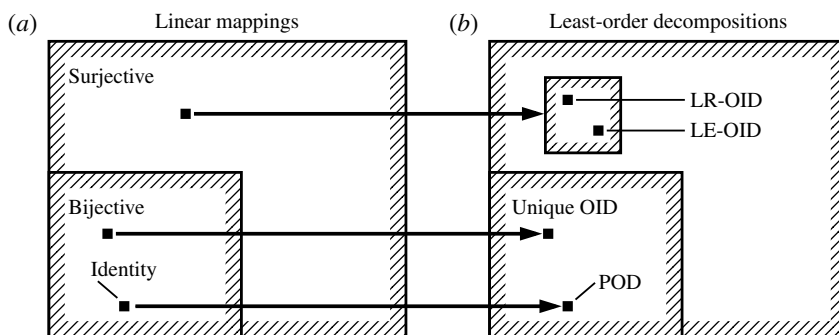 (a) Linear mappings
(b) Least-order decompositions
Surjective
LR-OID
LE-OID
Bijective
Unique OID
Identity
POD